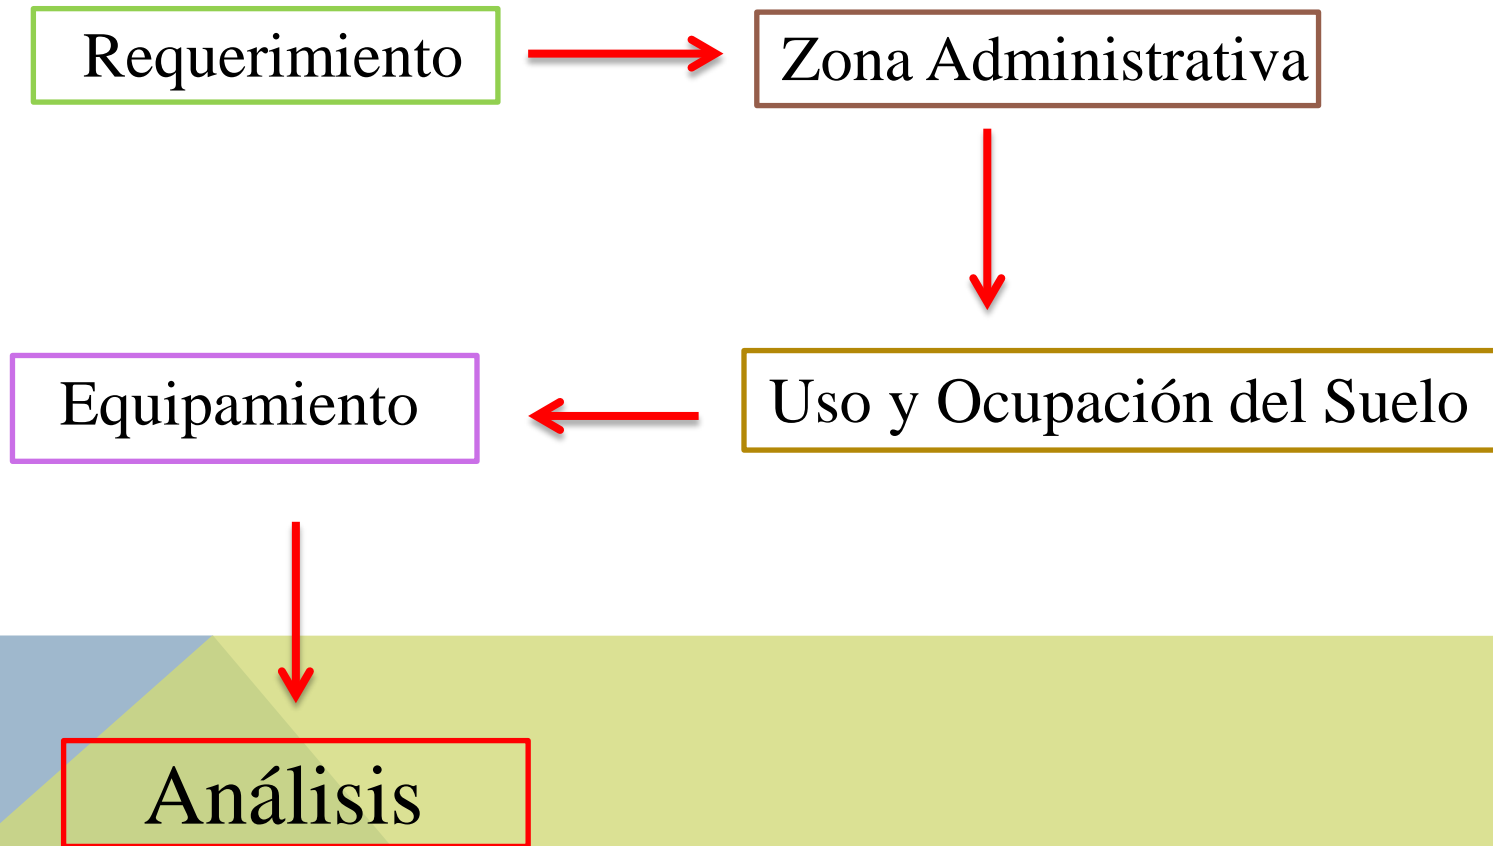 Requerimiento
Zona Administrativa
Uso y Ocupación del Suelo
Equipamiento
Análisis